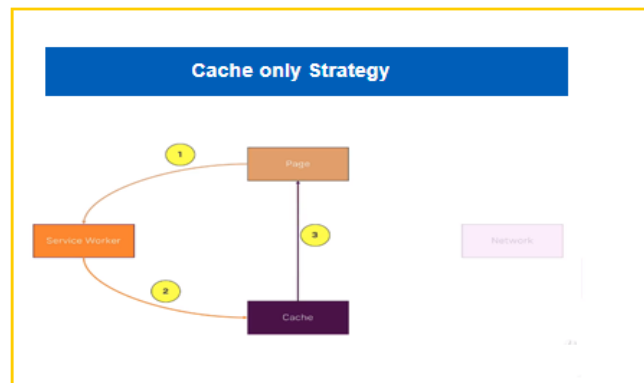 Cache only Strategy
1
Page
Service Worker
3
Network
2
Cache